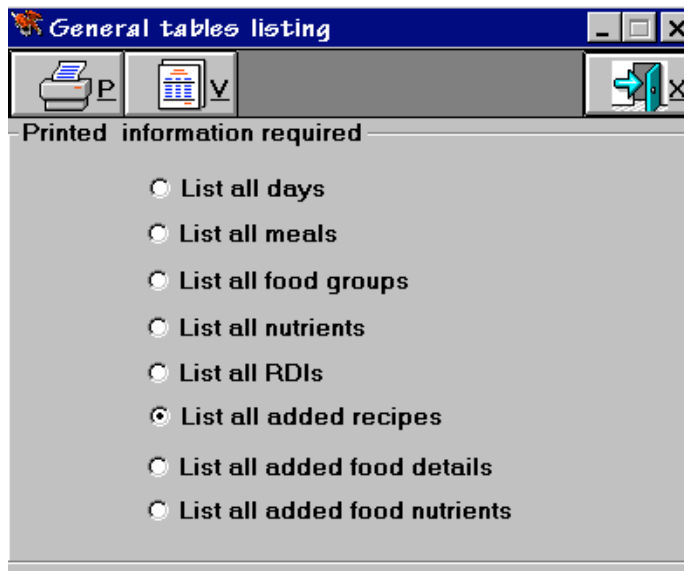 General tables listing
P V X
Printed information required
List all days
List all meals
List all food groups
List all nutrients
List all RDIs
List all added recipes
List all added food details
List all added food nutrients